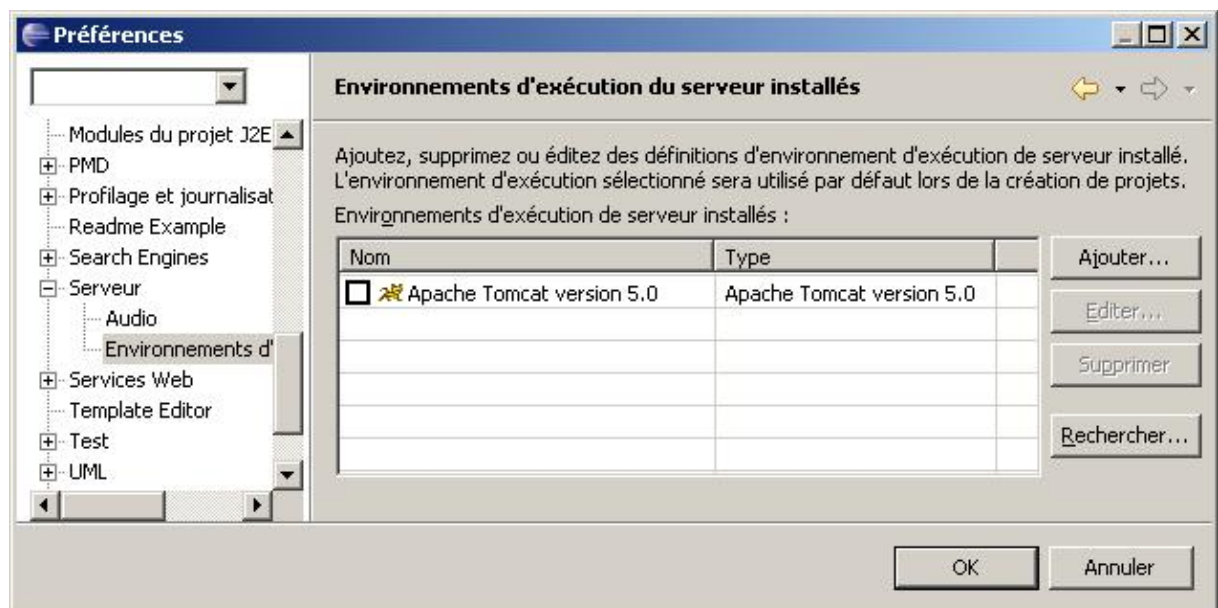 Préférences
Environnements d'exécution du serveur installés
Modules du projet J2E
PMD
Profilage et journalisat
Readme Example
Search Engines
Serveur
Audio
Environnements d'
Services Web
Template Editor
Test
UML
Ajoutez, supprimez ou éditez des définitions d'environnement d'exécution de serveur installé.
L'environnement d'exécution sélectionné sera utilisé par défaut lors de la création de projets.
Environnements d'exécution de serveur installés :
Nom Type
Apache Tomcat version 5.0 Apache Tomcat version 5.0
Ajouter...
Editer...
Supprimer
Rechercher...
OK Annuler